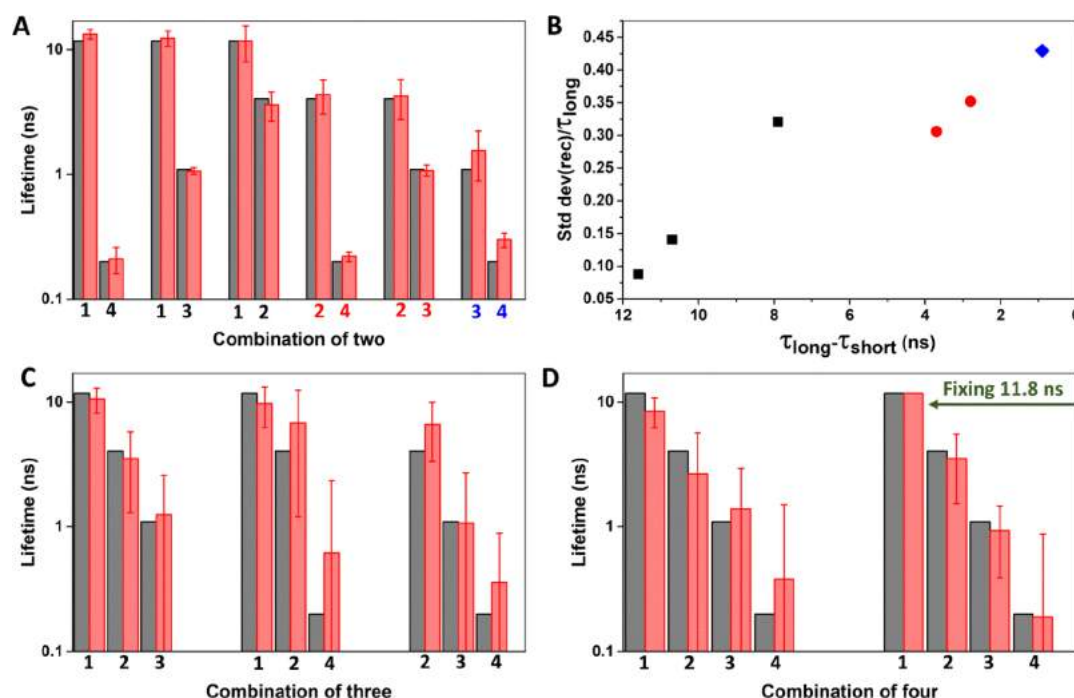 A
10
1
0.1
Lifetime (ns)
1 4 1 3 1 2 2 4 2 3 3 4
Combination of two
B
0.45
0.40
0.35
0.30
0.25
0.20
0.15
0.10
0.05
Std dev(rec)/τlong
12 10 8 6 4 2 0
τlong-τshort (ns)
C
10
1
0.1
Lifetime (ns)
1 2 3 1 2 4 2 3 4
Combination of three
D
Fixing 11.8 ns
10
1
0.1
Lifetime (ns)
1 2 3 4 1 2 3 4
Combination of four